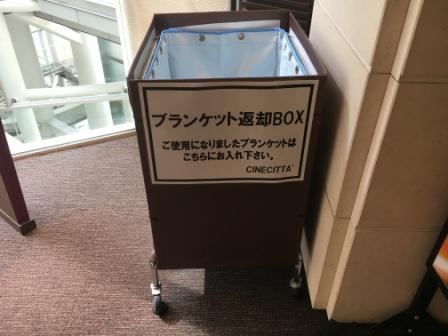 ブランケット返却BOX
ご使用になりましたブランケットは
こちらにお入れ下さい。
CINECITTA'